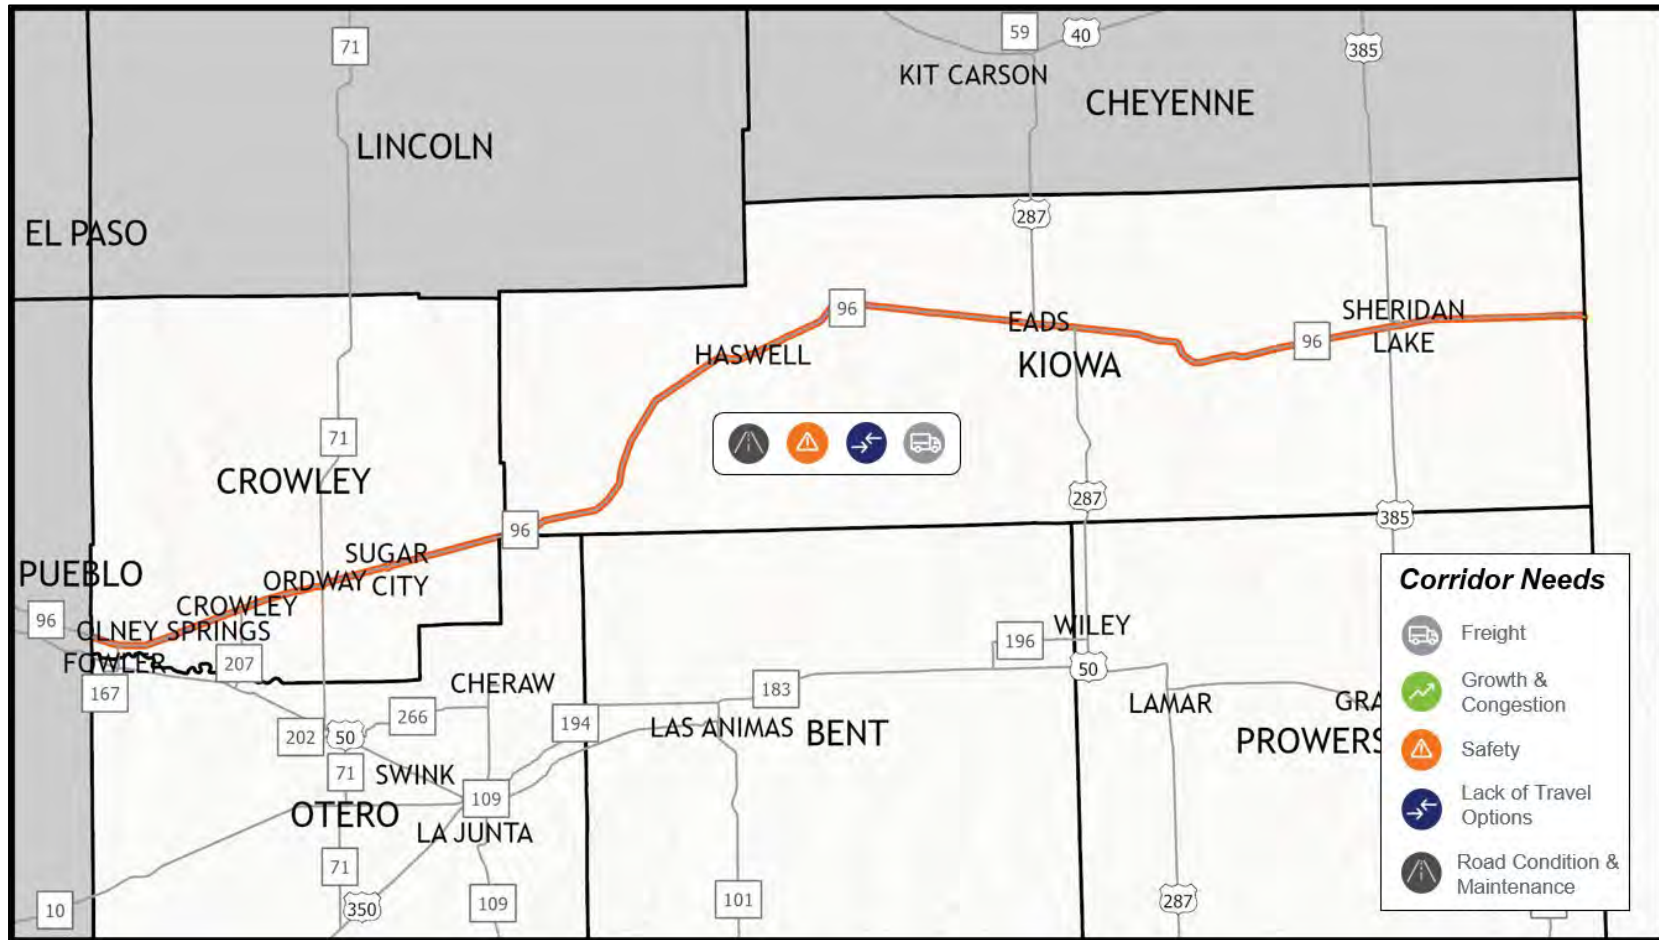 71
59
40
385
KIT CARSON
CHEYENNE
LINCOLN
EL PASO
287
96
SHERIDAN
LAKE
EADS
96
HASWELL
KIOWA
71
CROWLEY
287
385
96
SUGAR
CITY
ORDWAY
PUEBLO
CROWLEY
96
OLNEY SPRINGS
FOWLER
207
167
196
WILEY
50
CHERAW
183
266
194
LAS ANIMAS
BENT
LAMAR
GRA
PROWERS
202
50
71
SWINK
109
OTERO
LA JUNTA
71
10
350
109
101
287
Corridor Needs
Freight
Growth &
Congestion
Safety
Lack of Travel
Options
Road Condition &
Maintenance